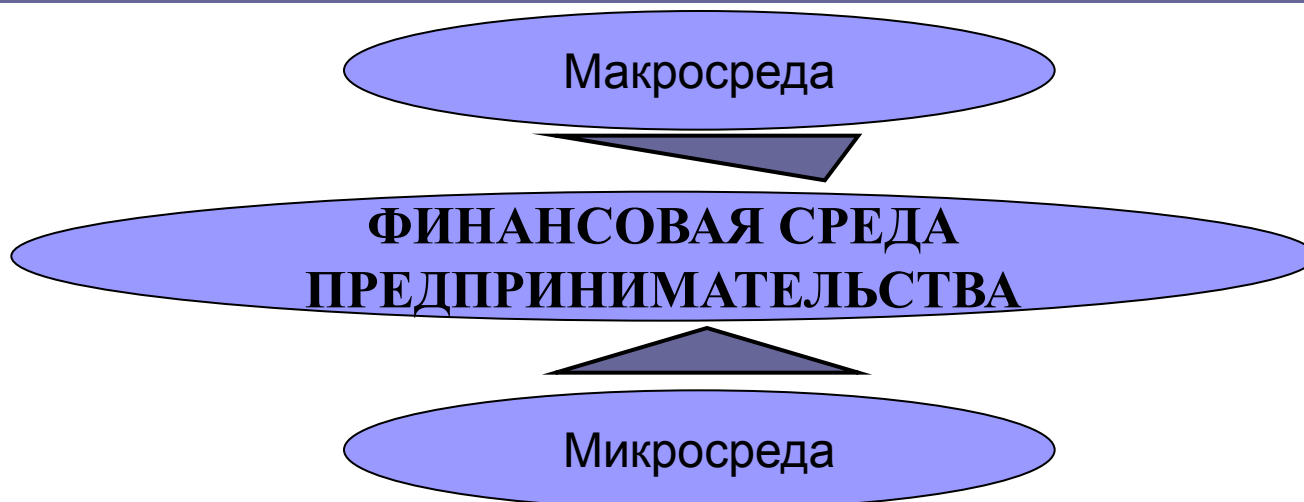 Макросреда
ФИНАНСОВАЯ СРЕДА
ПРЕДПРИНИМАТЕЛЬСТВА
Микросреда